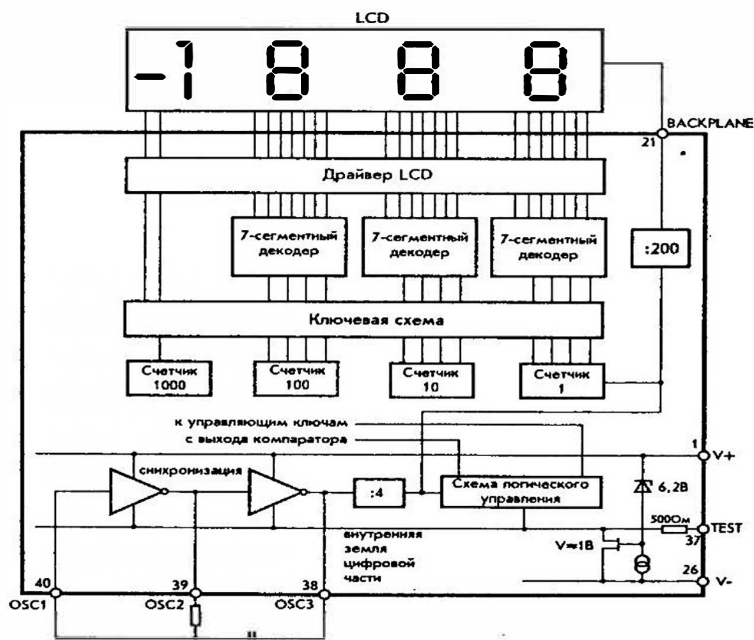 LCD
-1 8 8 8
BACKPLANE
21
Драйвер LCD
7-сегментный
декодер
7-сегментный
декодер
7-сегментный
декодер
:200
Ключевая схема
Счетчик
1000
Счетчик
100
Счетчик
10
Счетчик
1
к управляющим ключам
с выхода компаратора
1
V+
синхронизация
:4
Схема логического
управления
6,2В
500Ом
TEST
37
V≈1В
внутренняя
земля
цифровой
части
26
V-
40
39
38
OSC1
OSC2
OSC3